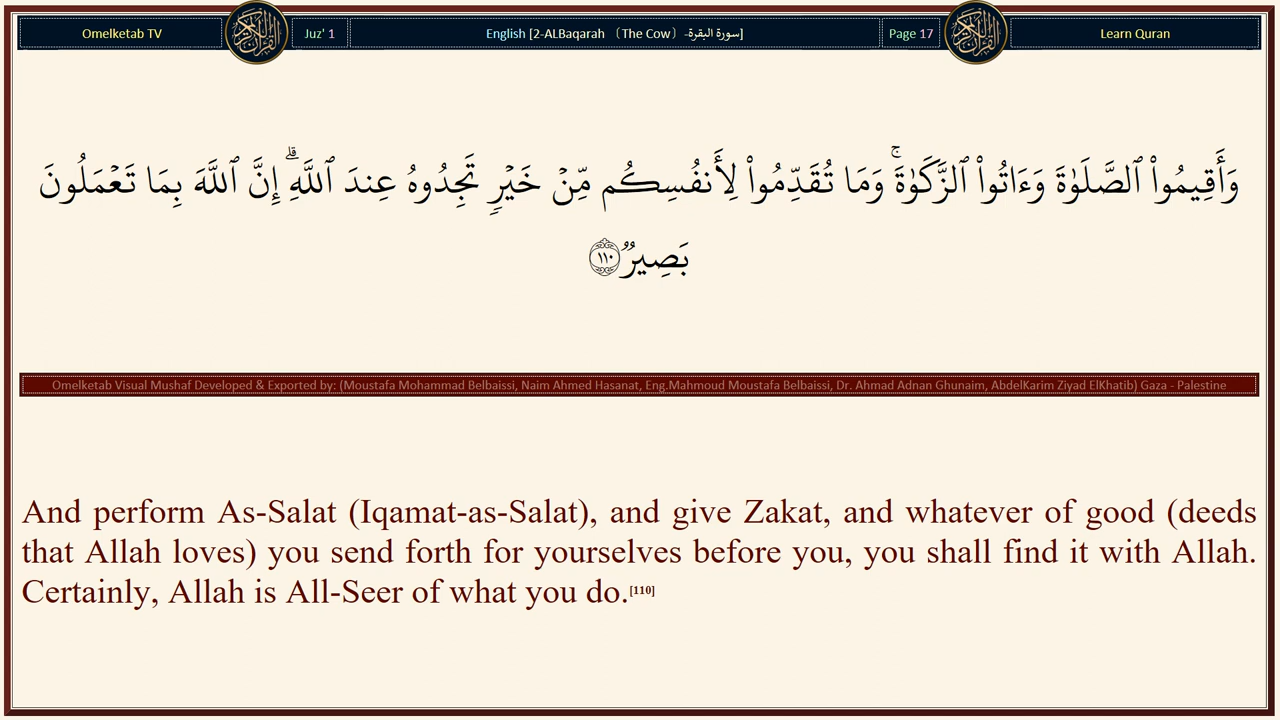 Omelketab TV
Juz' 1
English [2-ALBaqarah (The Cow) -سورة البقرة]
Page 17
Learn Quran
وَأَقِيمُوا۟ ٱلصَّلَوٰةَ وَءَاتُوا۟ ٱلزَّكَوٰةَ ۚ وَمَا تُقَدِّمُوا۟ لِأَنفُسِكُم مِّنْ خَيْرٍ تَجِدُوهُ عِندَ ٱللَّهِ ۗ إِنَّ ٱللَّهَ بِمَا تَعْمَلُونَ
بَصِيرٌ ١١٠
Omelketab Visual Mushaf Developed & Exported by: (Moustafa Mohammad Belbaissi, Naim Ahmed Hasanat, Eng.Mahmoud Moustafa Belbaissi, Dr. Ahmad Adnan Ghunaim, AbdelKarim Ziyad ElKhatib) Gaza - Palestine
And perform As-Salat (Iqamat-as-Salat), and give Zakat, and whatever of good (deeds
that Allah loves) you send forth for yourselves before you, you shall find it with Allah.
Certainly, Allah is All-Seer of what you do.[110]